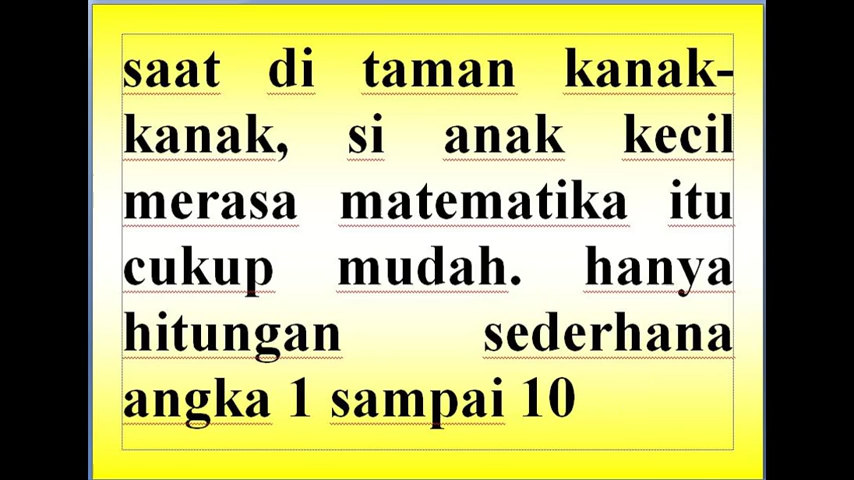 saat di taman kanak-
kanak, si anak kecil
merasa matematika itu
cukup mudah. hanya
hitungan sederhana
angka 1 sampai 10